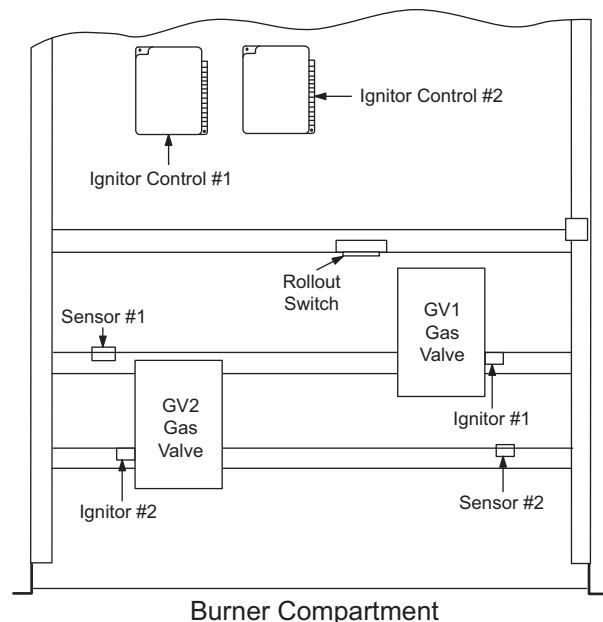 Ignitor Control #2
Ignitor Control #1
Rollout
Switch
Sensor #1
GV1
Gas
Valve
GV2
Gas
Valve
Ignitor #1
Ignitor #2
Sensor #2
Burner Compartment